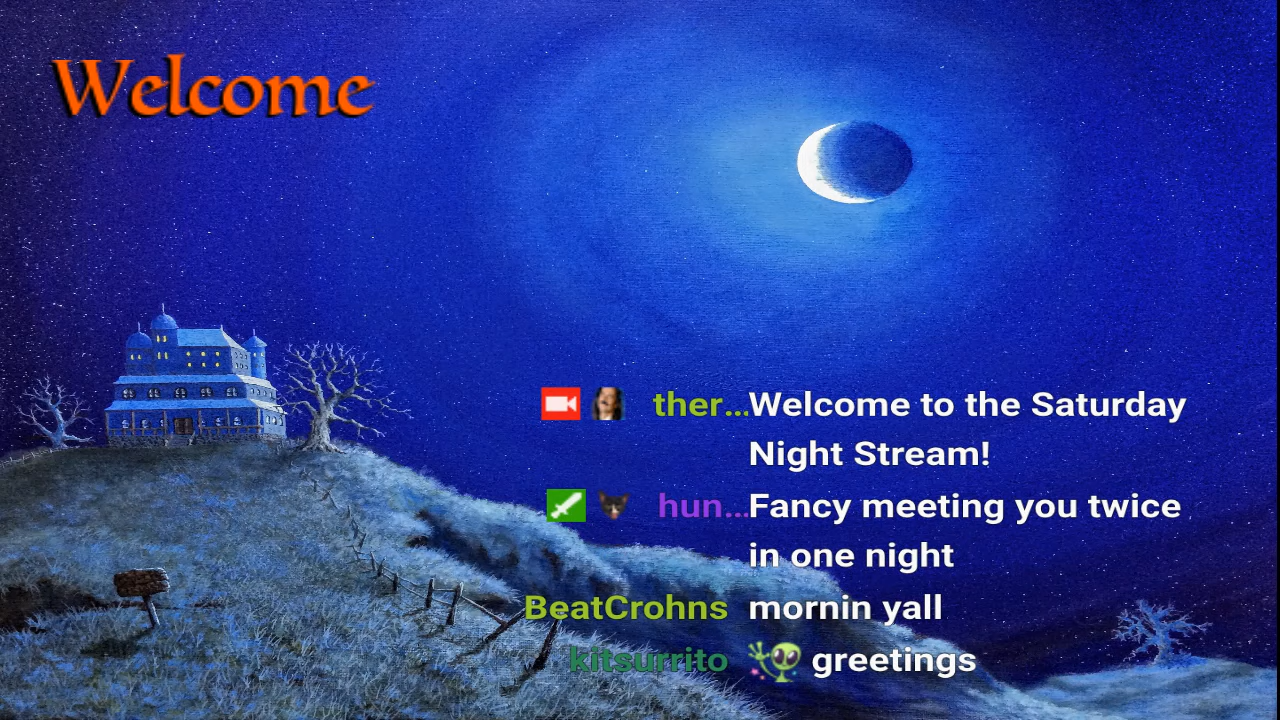 Welcome
ther...Welcome to the Saturday
Night Stream!
hun...Fancy meeting you twice
in one night
BeatCrohns mornin yall
kitsurrito greetings